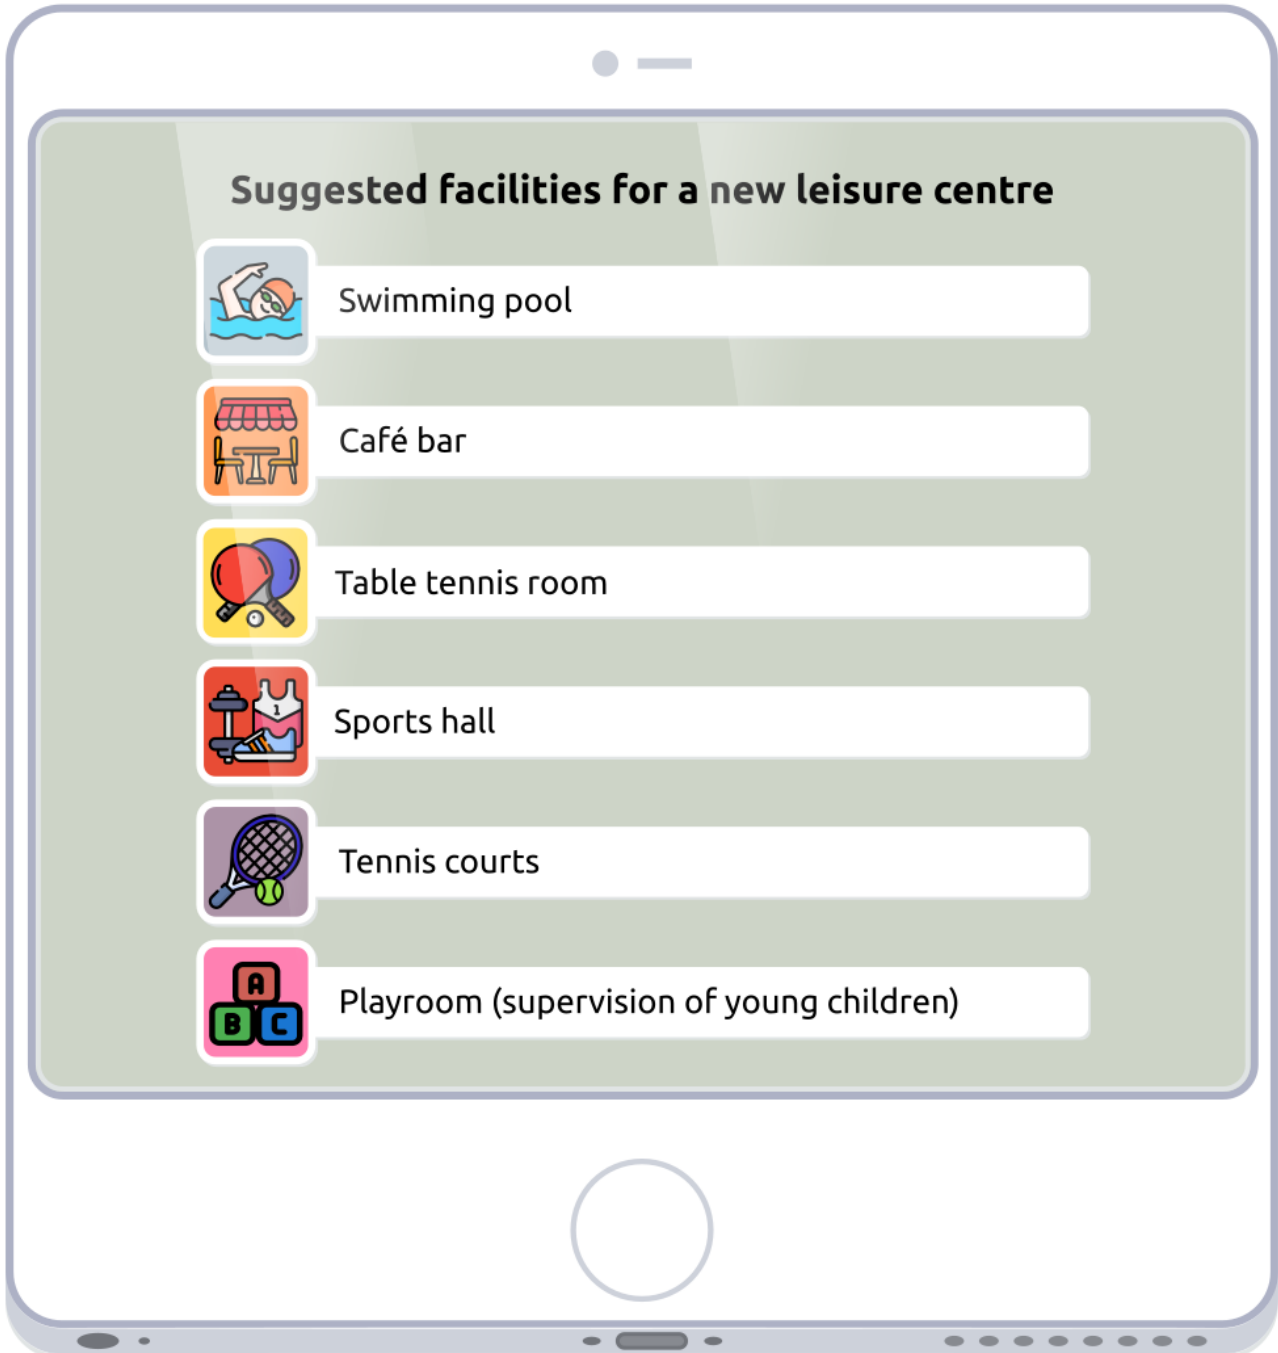 Suggested facilities for a new leisure centre
Swimming pool
Café bar
Table tennis room
1
Sports hall
Tennis courts
A
B C
Playroom (supervision of young children)